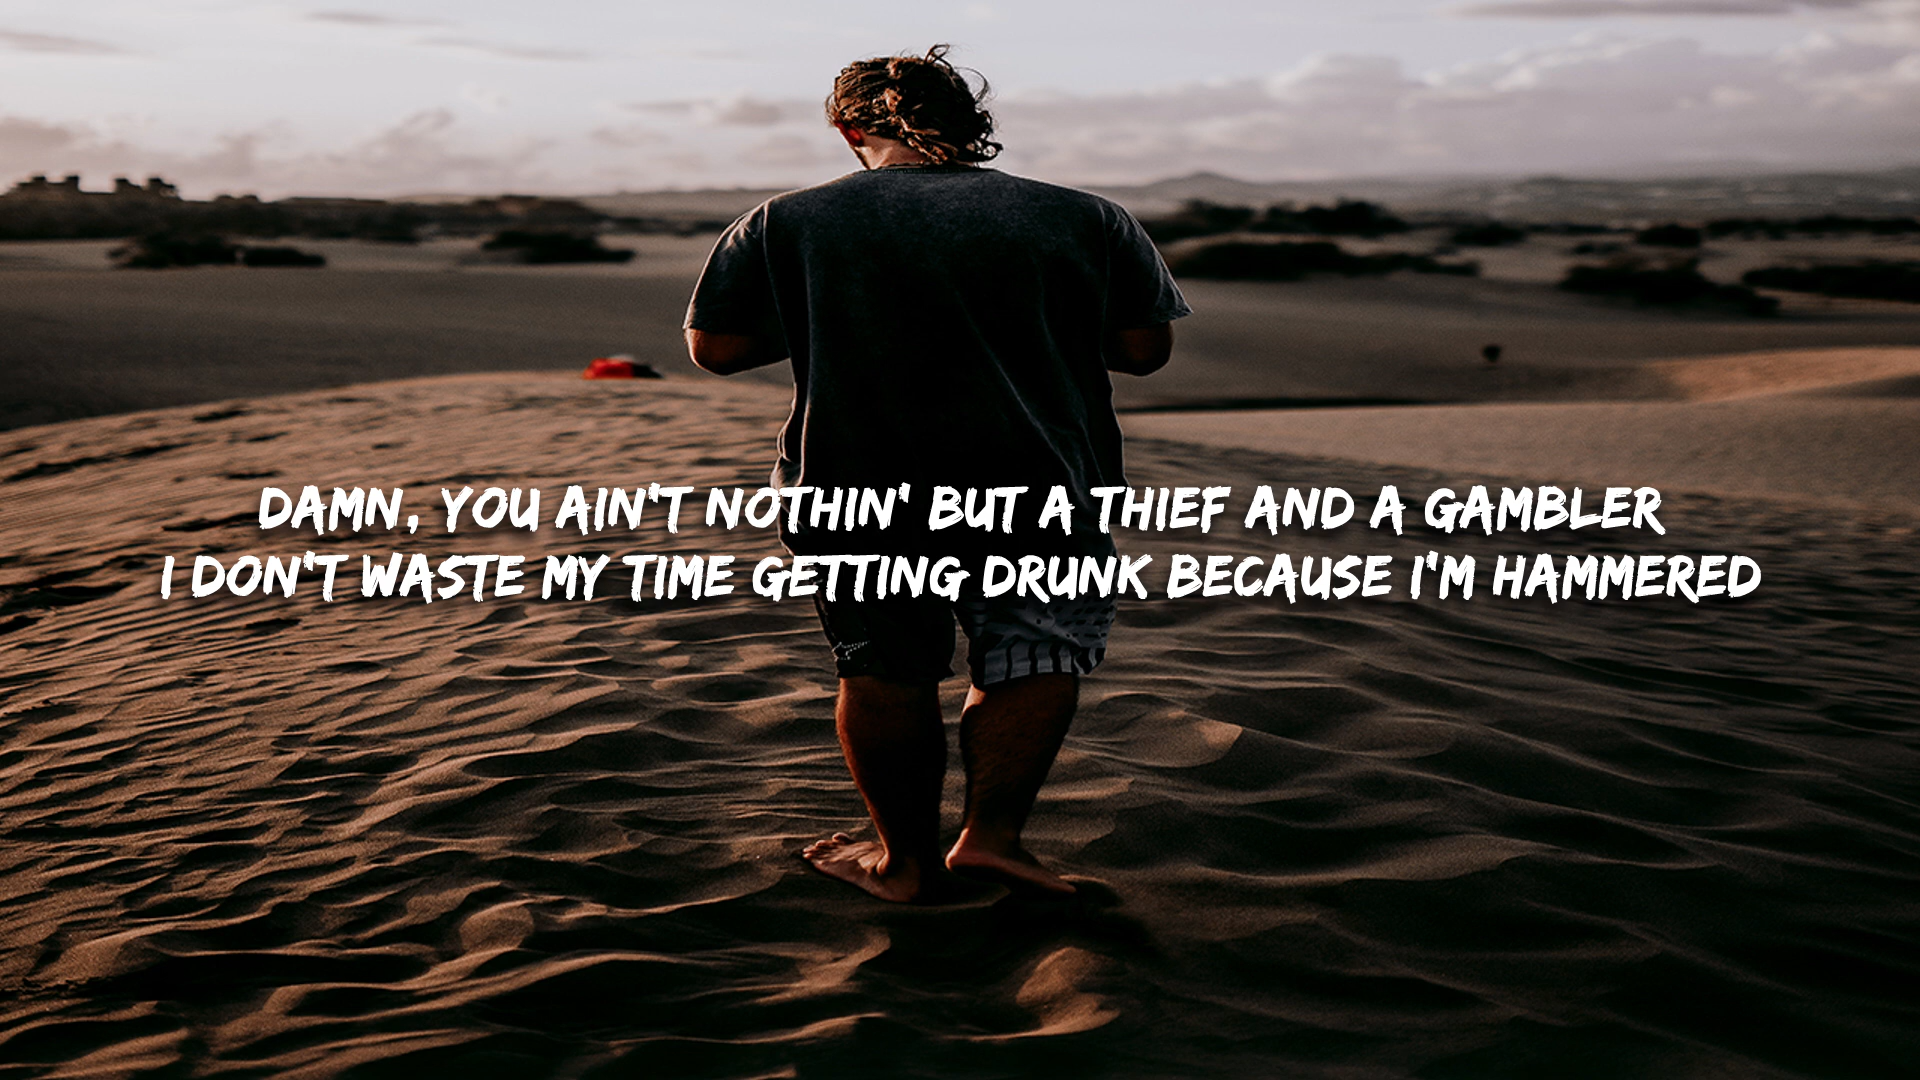 DAMN, YOU AIN'T NOTHIN' BUT A THIEF AND A GAMBLER
I DON'T WASTE MY TIME GETTING DRUNK BECAUSE I'M HAMMERED